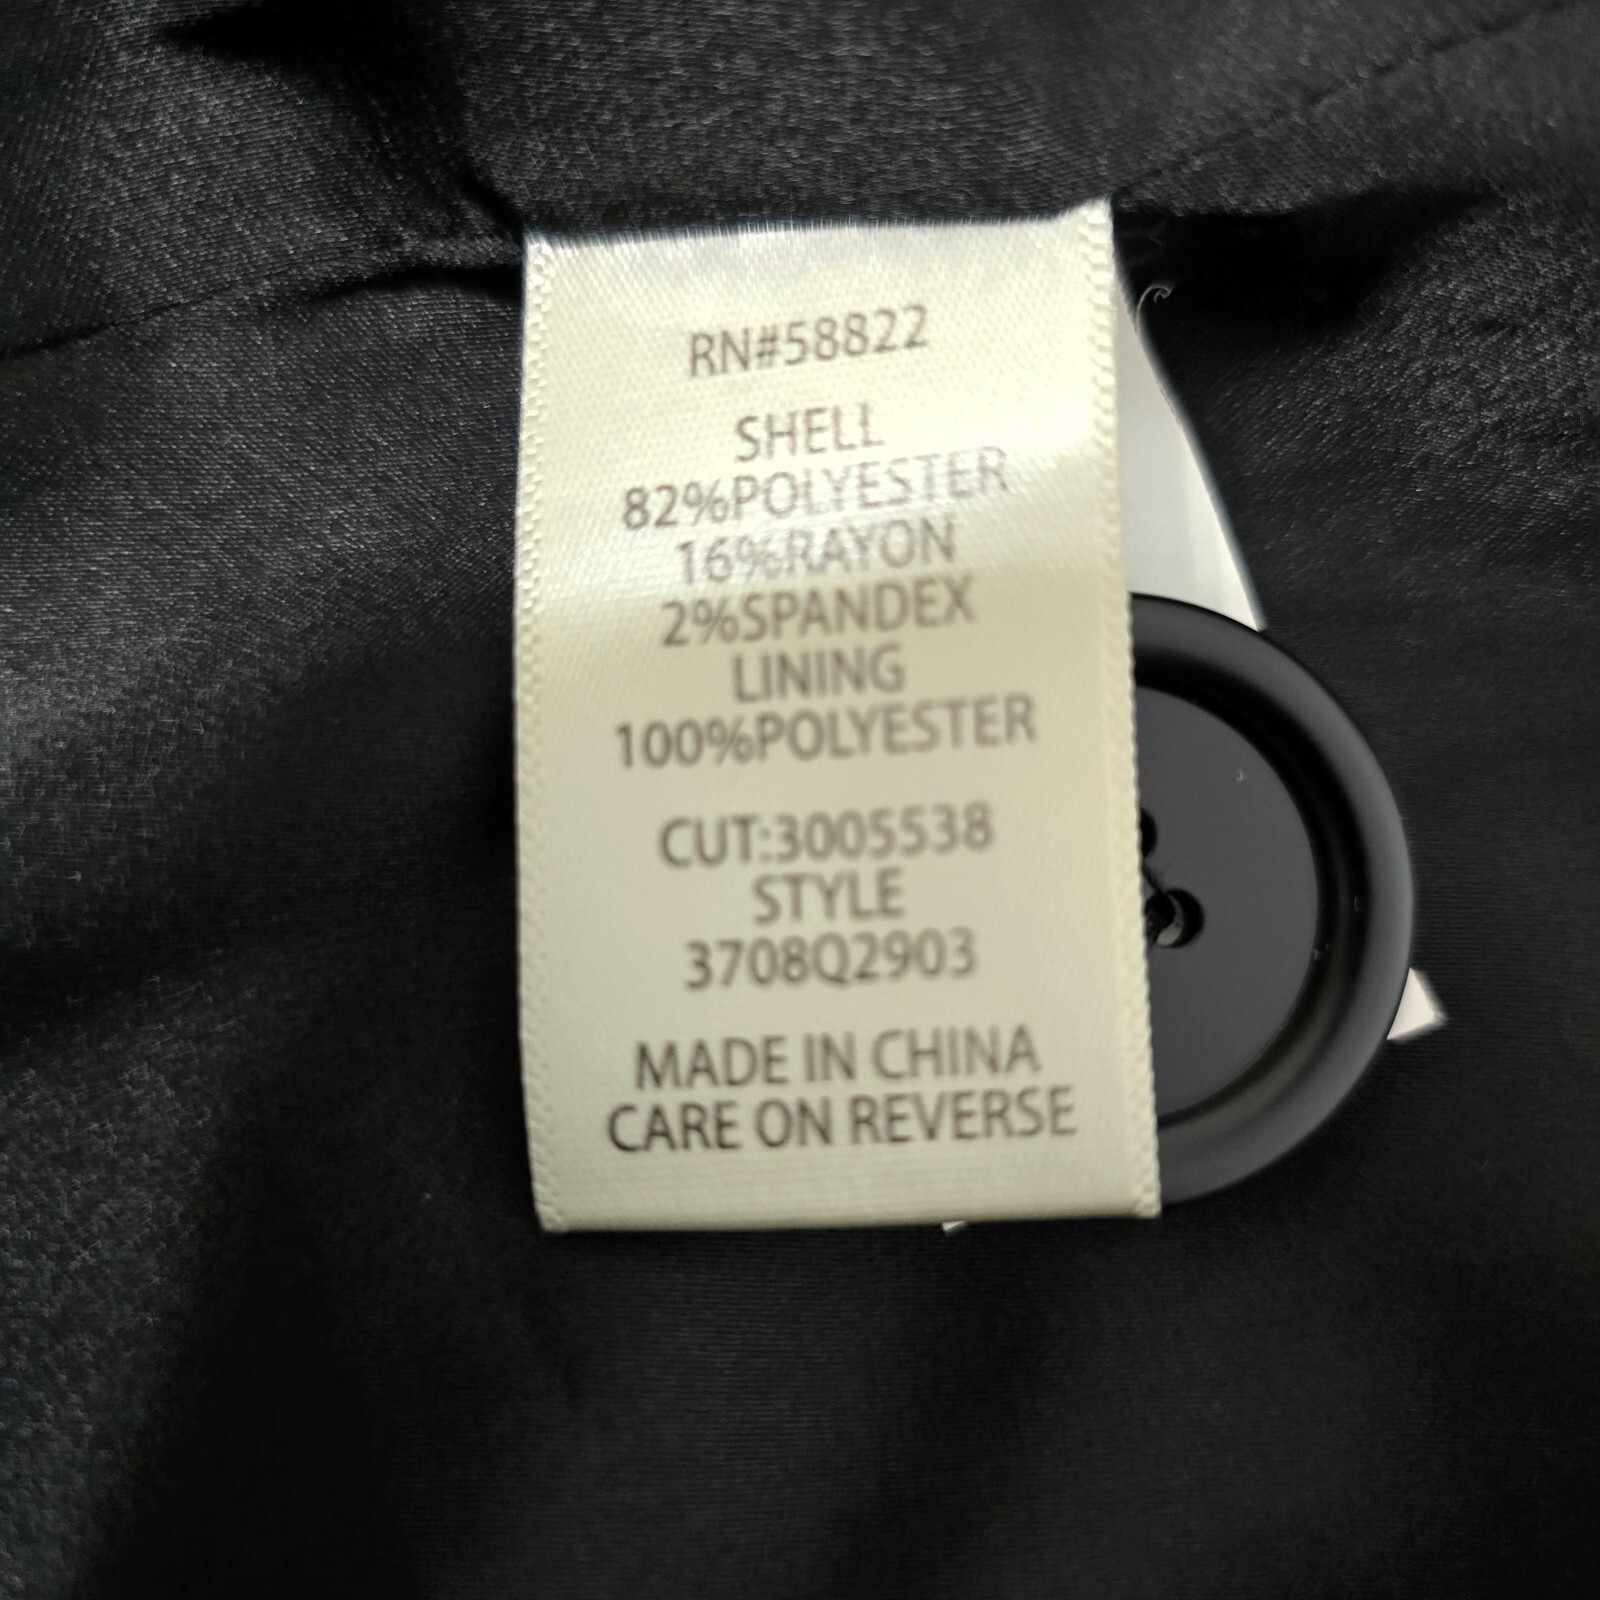 RN#58822
SHELL
82%POLYESTER
16%RAYON
2%SPANDEX
LINING
100%POLYESTER
CUT:3005538
STYLE
3708Q2903
MADE IN CHINA
CARE ON REVERSE